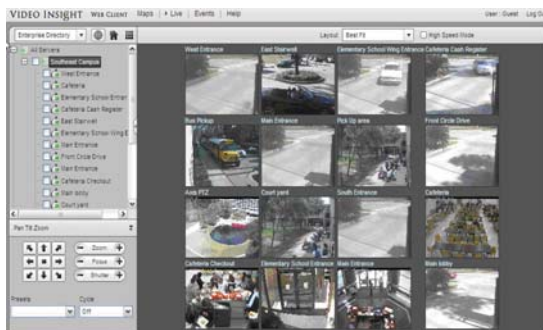 VIDEO INSIGHT WEB CLIENT Maps | Live | Events | Help User : Guest Log O
Enterprise Directory Layout: Best Fit High Speed Mode
All Servers
Southeast Campus
West Entrance
Cafeteria
Elementary School Entran
Cafeteria Cash Register
East Stairwell
Elementary School Wing E
Main Entrance
Front Circle Drive
Main Entrance
Cafeteria Checkout
Main lobby
Court yard
West Entrance East Stairwell Elementary School Wing Entrance Cafeteria Cash Register
Bus Pickup Main Entrance Pick Up area Front Circle Drive
Axis PTZ Court yard South Entrance Cafeteria
Cafeteria Checkout Elementary School Entrance Main Entrance Main lobby
Pan Tilt Zoom
Zoom
Focus
Shutter
Presets Cycle
Off